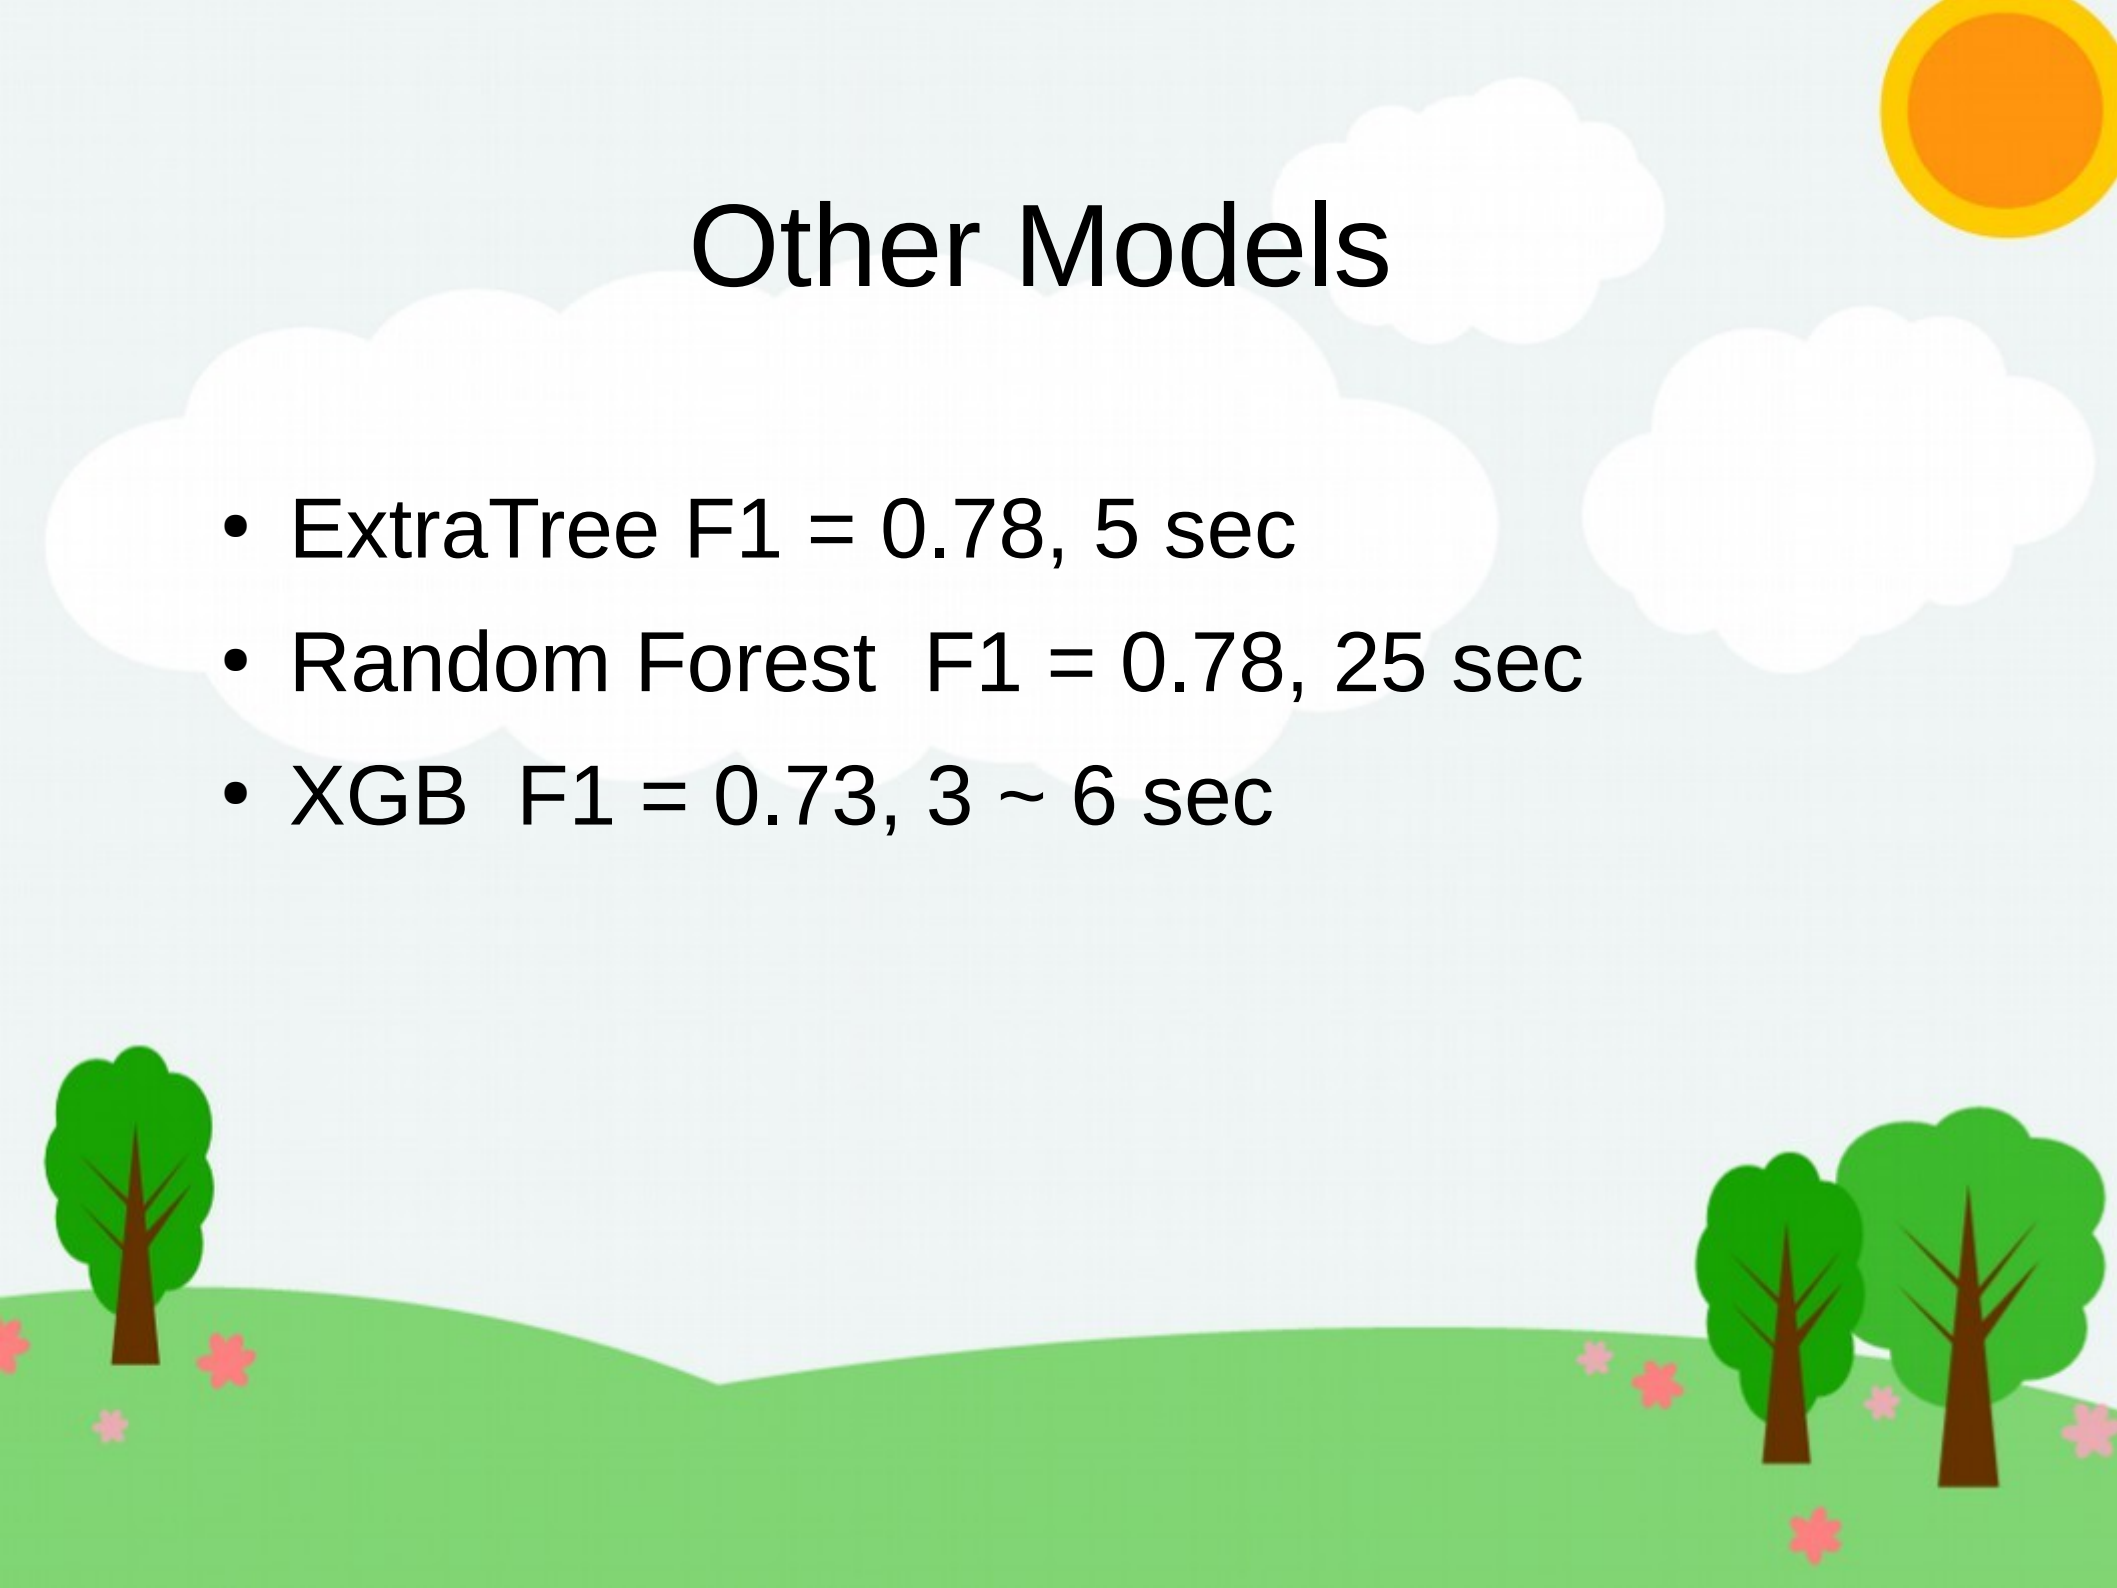 Other Models
• ExtraTree F1 = 0.78, 5 sec
• Random Forest  F1 = 0.78, 25 sec
• XGB  F1 = 0.73, 3 ~ 6 sec